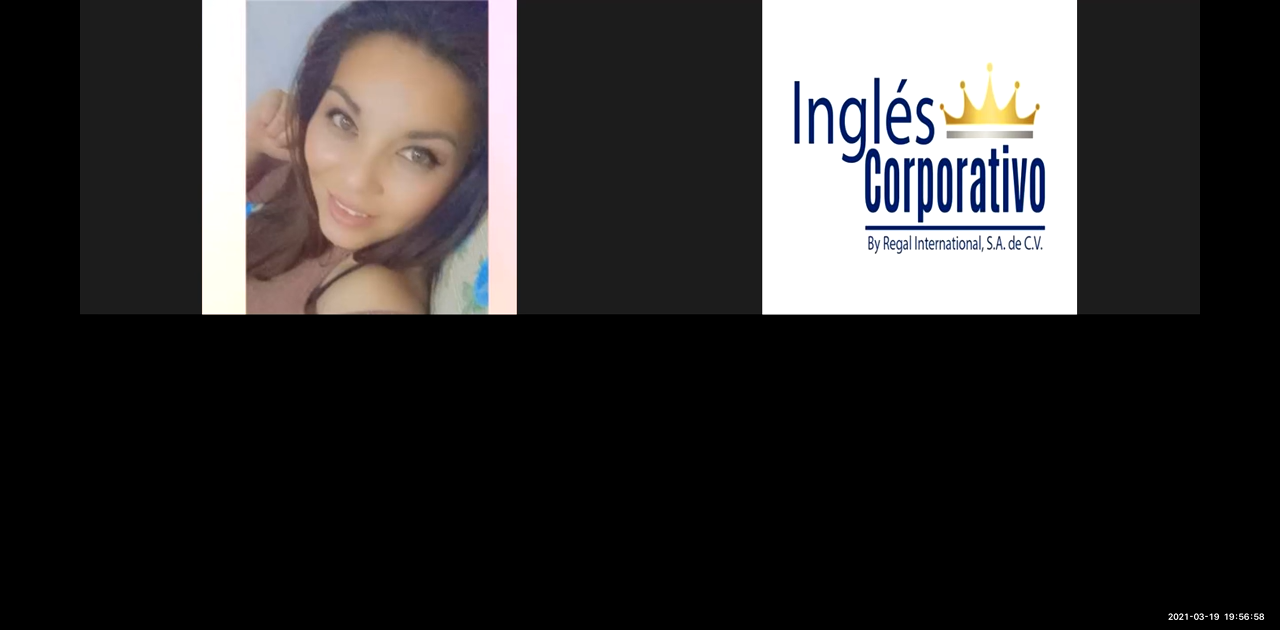 Inglés
Corporativo
By Regal International, S.A. de C.V.
2021-03-19 19:56:58